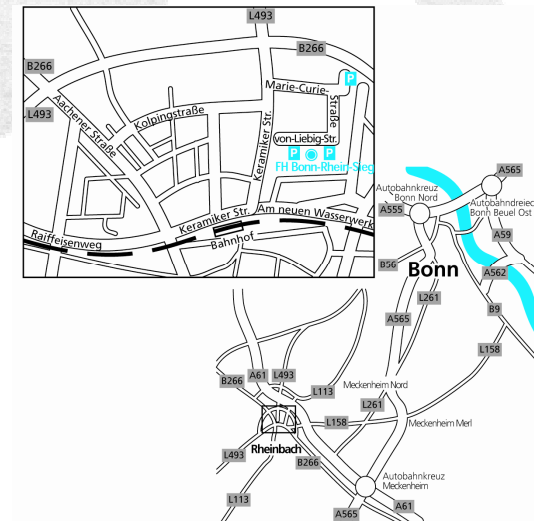 L493
B266
B266
Marie-Curie-
P
L493
Aachener Straße
Kolpingstraße
Keramiker Str.
Straße
von-Liebig-Str.
P P
FH Bonn-Rhein-Sieg
Keramiker Str.
Am neuen Wasserwerk
Raiffeisenweg
Bahnhof
A565
Autobahnkreuz
Bonn Nord
Autobahndreiec
Bonn Beuel Ost
A555
A59
B56
Bonn
A562
L261
B9
A565
L158
A61
L493
B266
Meckenheim Nord
L113
L261
L158
Meckenheim Merl
Rheinbach
L493
B266
Autobahnkreuz
Meckenheim
L113
A61
A565